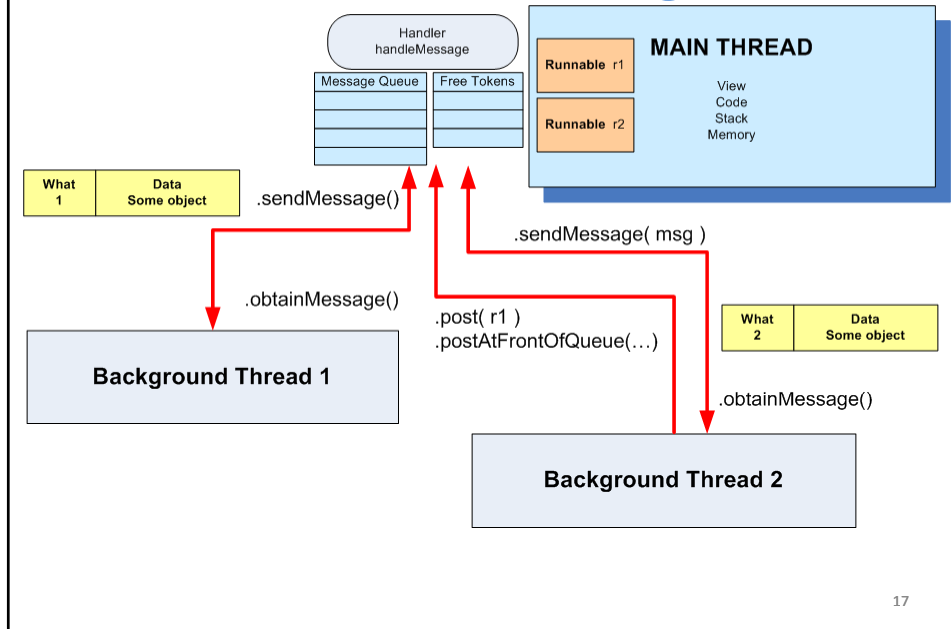 Handler
handleMessage
Message Queue
Free Tokens
MAIN THREAD
Runnable r1
Runnable r2
View
Code
Stack
Memory
What
1
Data
Some object
.sendMessage()
.sendMessage( msg )
.obtainMessage()
.post( r1 )
.postAtFrontOfQueue(…)
What
2
Data
Some object
Background Thread 1
.obtainMessage()
Background Thread 2
17